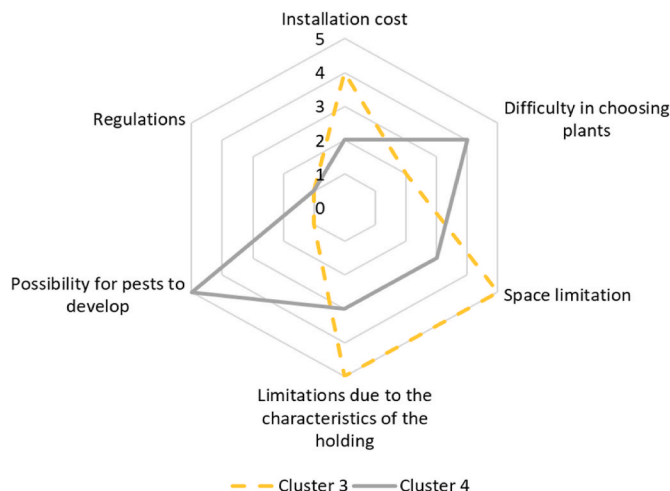 Installation cost
5
4
3
2
1
0
Difficulty in choosing
plants
Regulations
Possibility for pests to
develop
Space limitation
Limitations due to the
characteristics of the
holding
Cluster 3
Cluster 4